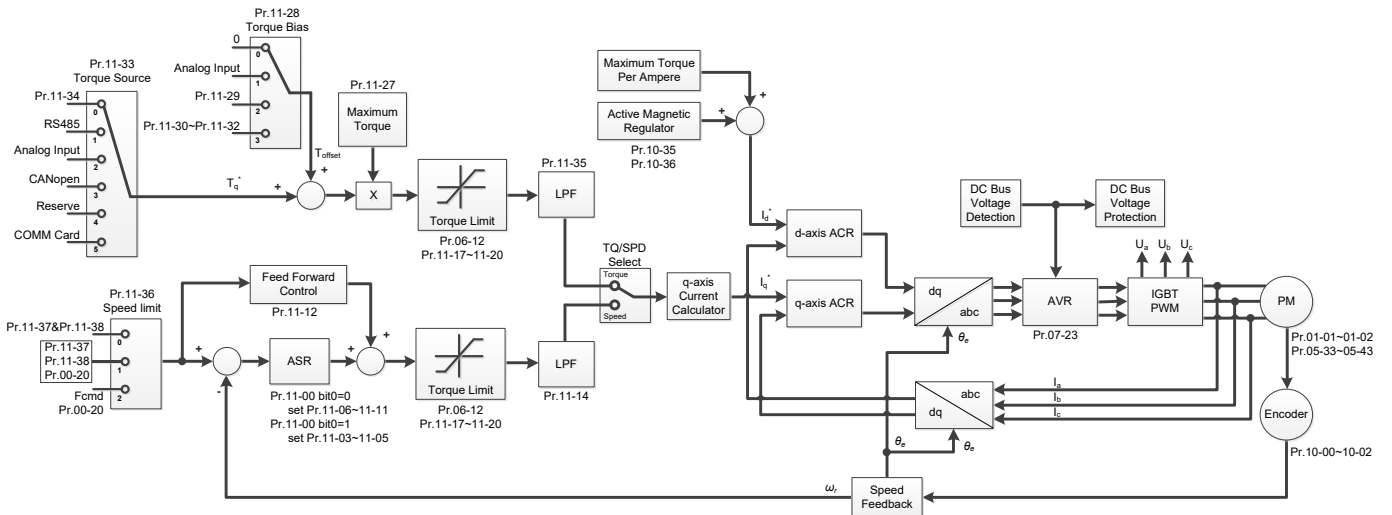 Pr.11-28
Torque Bias
0
Analog Input
Pr.11-29
Pr.11-30~Pr.11-32
0
1
2
3
Pr.11-33
Torque Source
Pr.11-34
RS485
Analog Input
CANopen
Reserve
COMM Card
0
1
2
3
4
5
Tq*
+
Toffset
+
Pr.11-27
Maximum
Torque
X
Torque Limit
Pr.06-12
Pr.11-17~11-20
Pr.11-35
LPF
Maximum Torque
Per Ampere
Active Magnetic
Regulator
Pr.10-35
Pr.10-36
+
+
Id*
d-axis ACR
TQ/SPD
Select
Torque
Speed
q-axis
Current
Calculator
Iq*
q-axis ACR
dq
abc
θe
DC Bus
Voltage
Detection
DC Bus
Voltage
Protection
AVR
Pr.07-23
Ua
Ub
Uc
IGBT
PWM
PM
Pr.01-01~01-02
Pr.05-33~05-43
Encoder
Pr.10-00~10-02
Ia
Ib
Ic
abc
dq
θe
θe
Speed
Feedback
ωr
Pr.11-36
Speed limit
Pr.11-37&Pr.11-38
Pr.11-37
Pr.11-38
Pr.00-20
Fcmd
Pr.00-20
0
1
2
Feed Forward
Control
Pr.11-12
+
-
ASR
Pr.11-00 bit0=0
set Pr.11-06~11-11
Pr.11-00 bit0=1
set Pr.11-03~11-05
+
+
Torque Limit
Pr.06-12
Pr.11-17~11-20
LPF
Pr.11-14